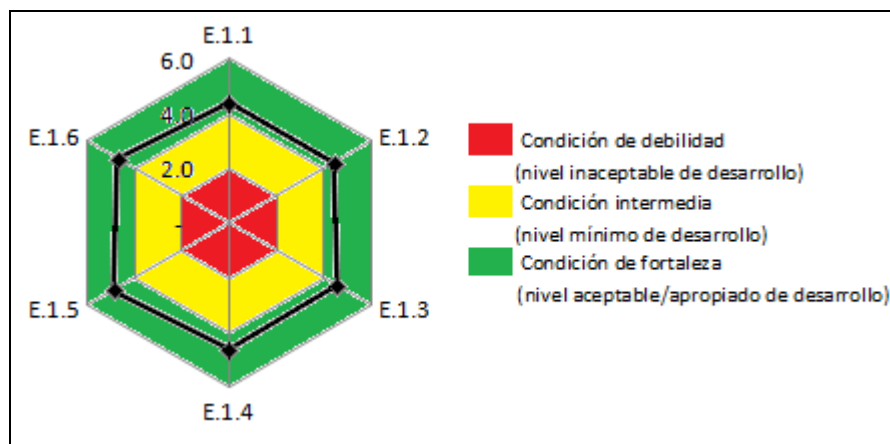 E.1.1
6.0
4.0
E.1.6
E.1.2
2.0
-
E.1.5
E.1.3
E.1.4
Condición de debilidad
(nivel inaceptable de desarrollo)
Condición intermedia
(nivel mínimo de desarrollo)
Condición de fortaleza
(nivel aceptable/apropiado de desarrollo)